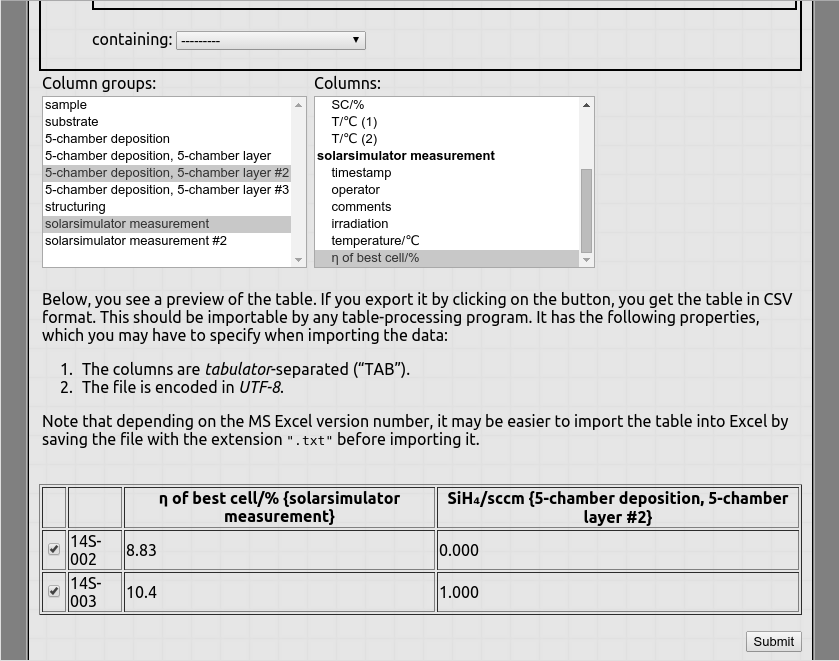 containing: ---------
Column groups:
Columns:
sample
substrate
5-chamber deposition
5-chamber deposition, 5-chamber layer
5-chamber deposition, 5-chamber layer #2
5-chamber deposition, 5-chamber layer #3
structuring
solarsimulator measurement
solarsimulator measurement #2
SC/%
T/℃ (1)
T/℃ (2)
solarsimulator measurement
timestamp
operator
comments
irradiation
temperature/℃
η of best cell/%
Below, you see a preview of the table. If you export it by clicking on the button, you get the table in CSV
format. This should be importable by any table-processing program. It has the following properties,
which you may have to specify when importing the data:
1. The columns are tabulator-separated (“TAB”).
2. The file is encoded in UTF-8.
Note that depending on the MS Excel version number, it may be easier to import the table into Excel by
saving the file with the extension ".txt" before importing it.
η of best cell/% {solarsimulator
measurement}
SiH₄/sccm {5-chamber deposition, 5-chamber
layer #2}
14S-
002
8.83
0.000
14S-
003
10.4
1.000
Submit